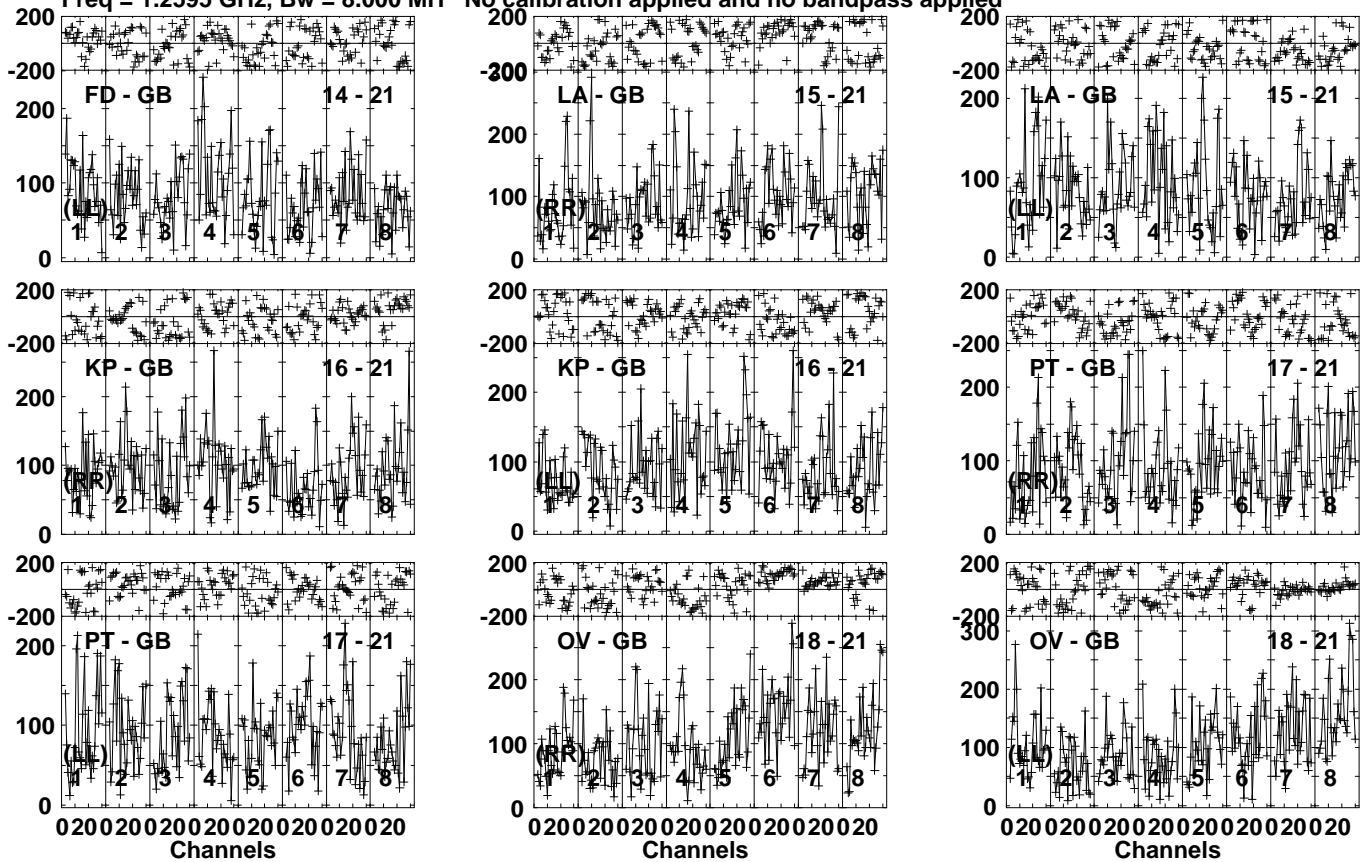 Freq = 1.2595 GHz, Bw = 8.000 MH No calibration applied and no bandpass applied
200 200 200
-200 -200 -200
300
FD - GB 14 - 21 LA - GB 15 - 21 LA - GB 15 - 21
200 200 200
100 100 100
(LL) (RR) (LL)
1 2 3 4 5 6 7 8 1 2 3 4 5 6 7 8 1 2 3 4 5 6 7 8
0 0 0
200 200 200
-200 -200 -200
KP - GB 16 - 21 KP - GB 16 - 21 PT - GB 17 - 21
200 200 200
100 100 100
(RR) (LL) (RR)
1 2 3 4 5 6 7 8 1 2 3 4 5 6 7 8 1 2 3 4 5 6 7 8
0 0 0
200 200 200
-200 -200 -200
PT - GB 17 - 21 OV - GB 18 - 21 OV - GB 18 - 21
300
200 200 200
100 100 100
(LL) (RR) (LL)
1 2 3 4 5 6 7 8 1 2 3 4 5 6 7 8 1 2 3 4 5 6 7 8
0 0 0
0 20 0 20 0 20 0 20 0 20 0 20 0 20 0 20 0 20 0 20 0 20 0 20 0 20 0 20 0 20 0 20 0 20 0 20 0 20 0 20 0 20 0 20 0 20 0 20
Channels Channels Channels